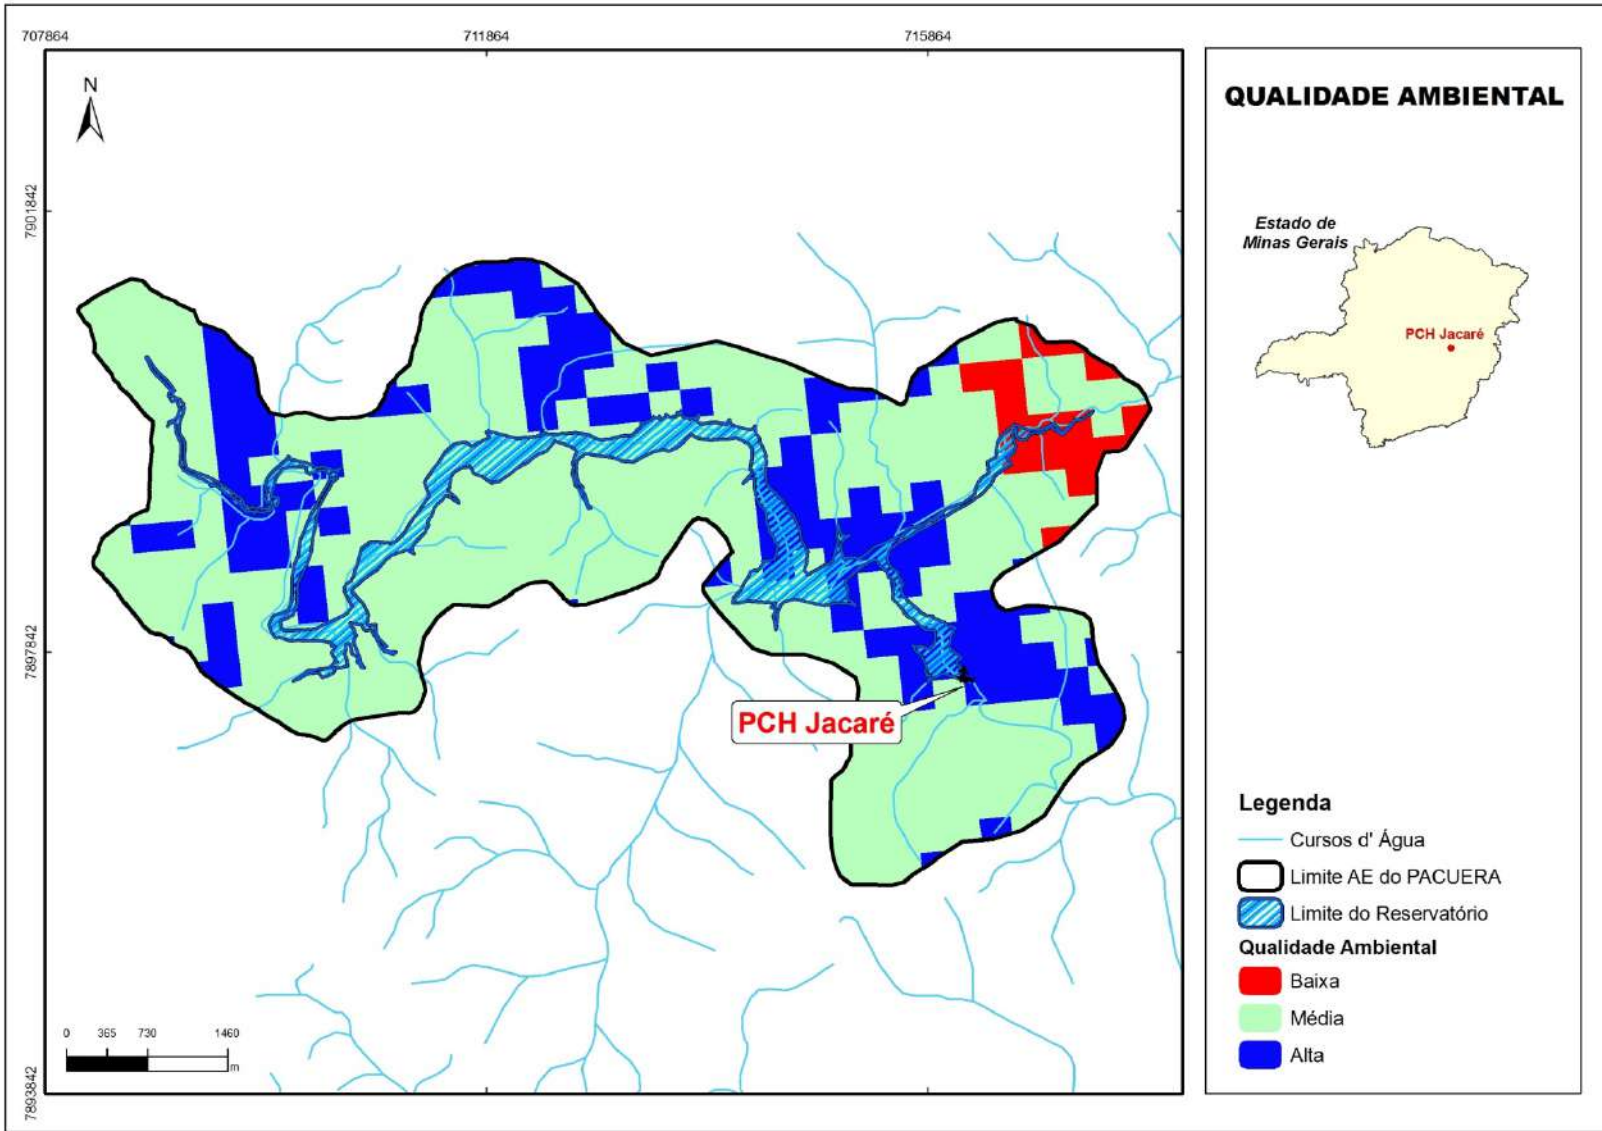 707864
711864
715864
N
7901842
7897842
7893842
PCH Jacaré
0 365 730 1460
m
QUALIDADE AMBIENTAL
Estado de
Minas Gerais
PCH Jacaré
Legenda
Cursos d' Água
Limite AE do PACUERA
Limite do Reservatório
Qualidade Ambiental
Baixa
Média
Alta